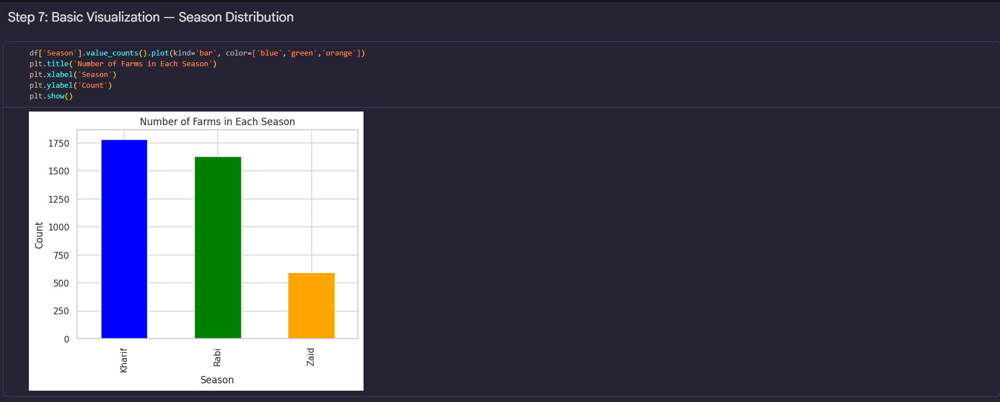 Step 7: Basic Visualization — Season Distribution
df['Season'].value_counts().plot(kind='bar', color=['blue','green','orange'])
plt.title('Number of Farms in Each Season')
plt.xlabel('Season')
plt.ylabel('Count')
plt.show()
Number of Farms in Each Season
1750
1500
1250
1000
750
500
250
0
Count
Kharif
Rabi
Zaid
Season